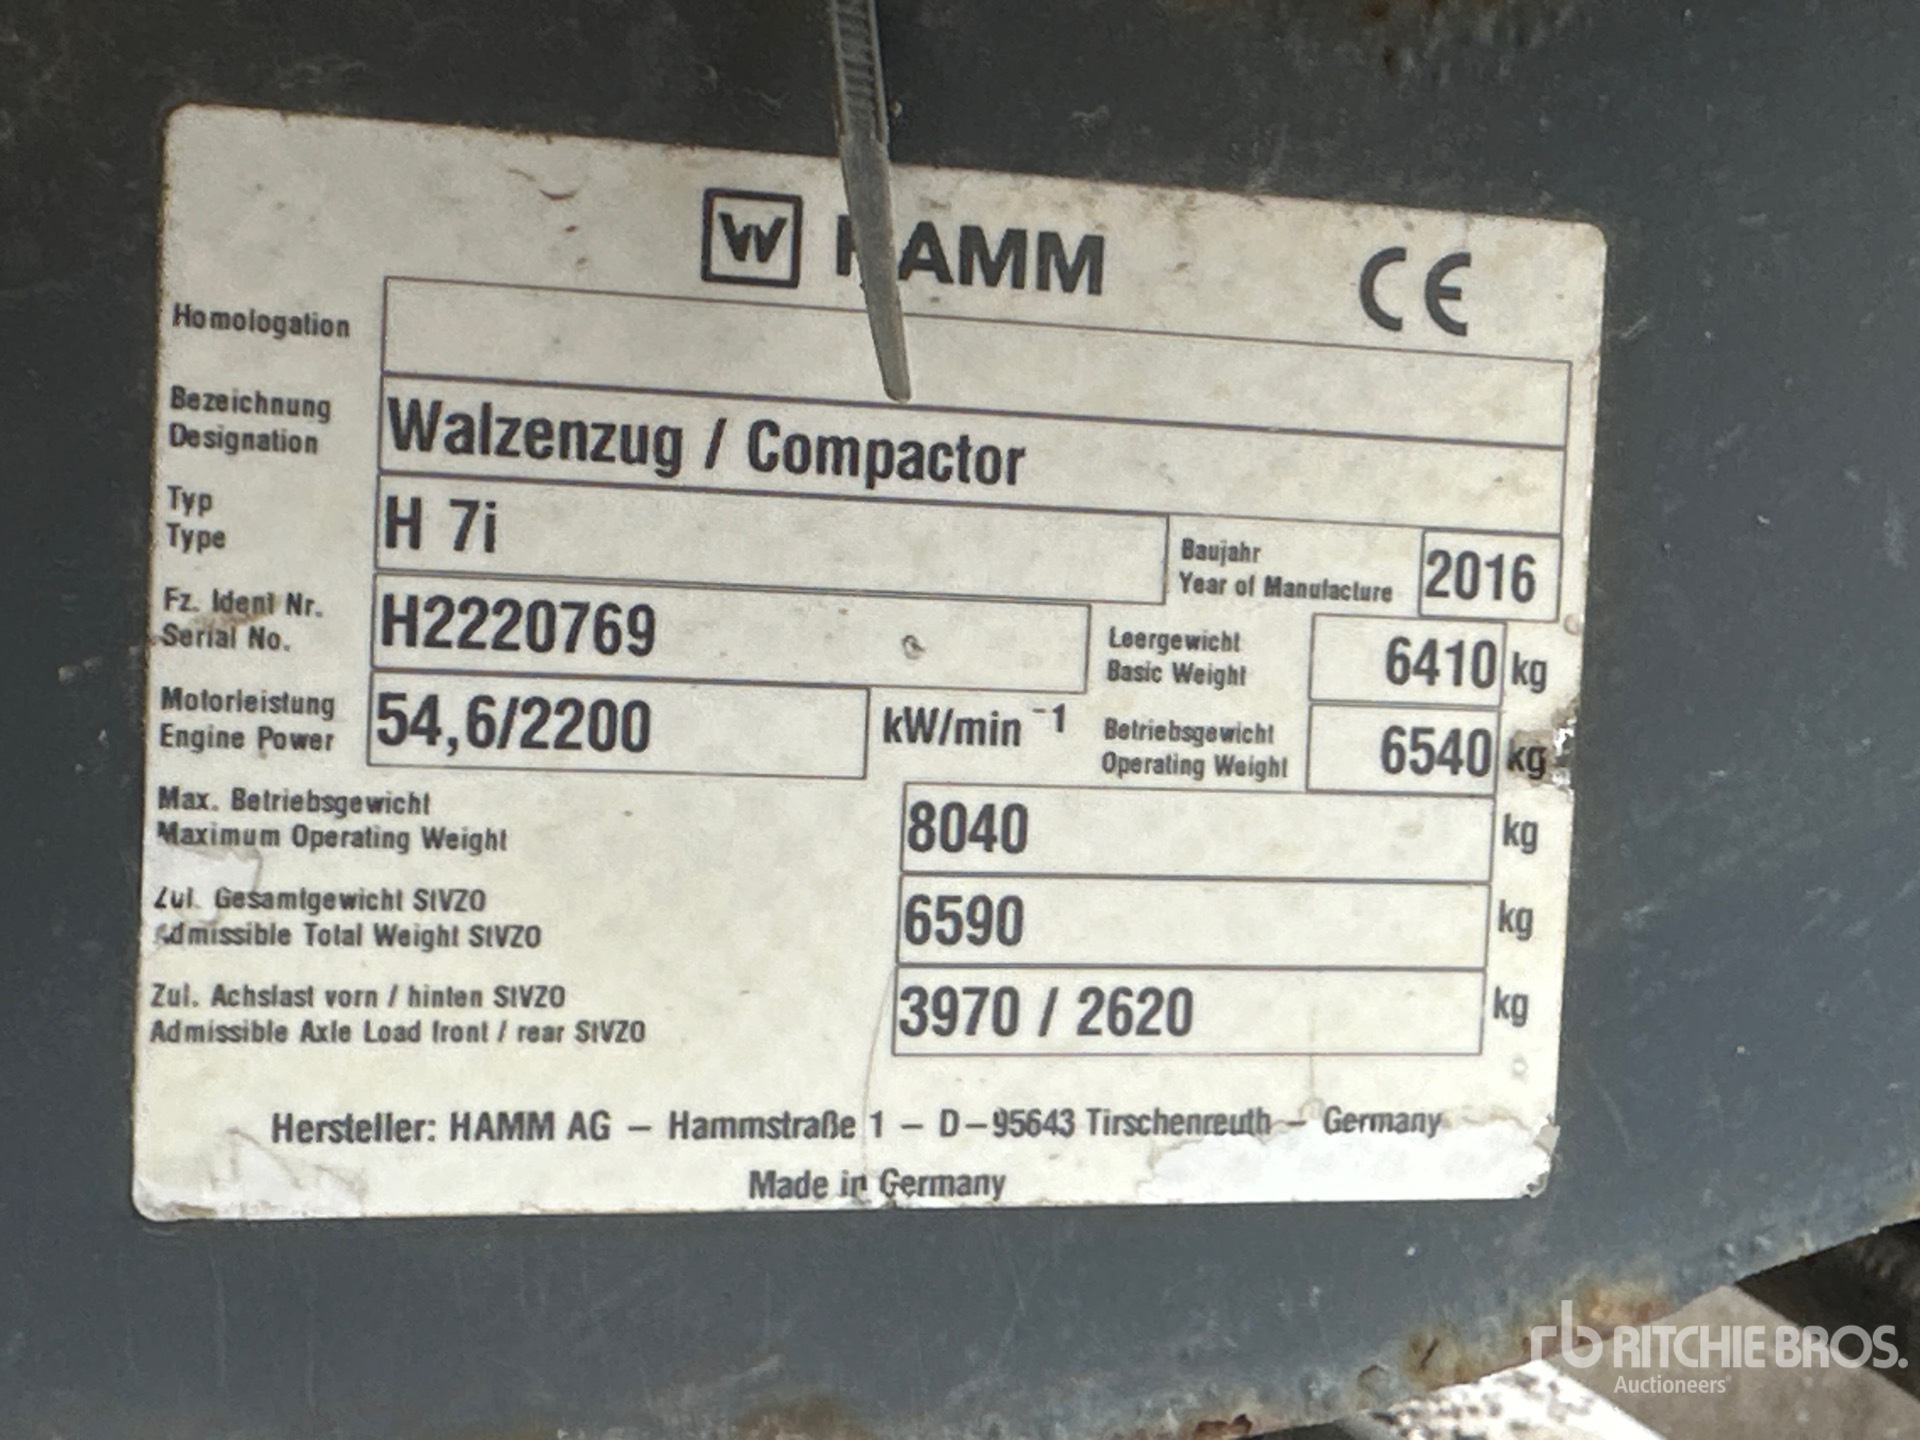 W HAMM CE
Homologation
Bezeichnung
Designation
Walzenzug / Compactor
Typ
Type
H 7i
Baujahr
Year of Manufacture
2016
Fz. Ident Nr.
Serial No.
H2220769
Leergewicht
Basic Weight
6410 kg
Motorleistung
Engine Power
54,6/2200 kW/min⁻¹
Betriebsgewicht
Operating Weight
6540 kg
Max. Betriebsgewicht
Maximum Operating Weight
8040 kg
Zul. Gesamtgewicht StVZO
Admissible Total Weight StVZO
6590 kg
Zul. Achslast vorn / hinten StVZO
Admissible Axle Load front / rear StVZO
3970 / 2620 kg
Hersteller: HAMM AG – Hammstraße 1 – D–95643 Tirschenreuth – Germany
Made in Germany
rb RITCHIE BROS.
Auctioneers